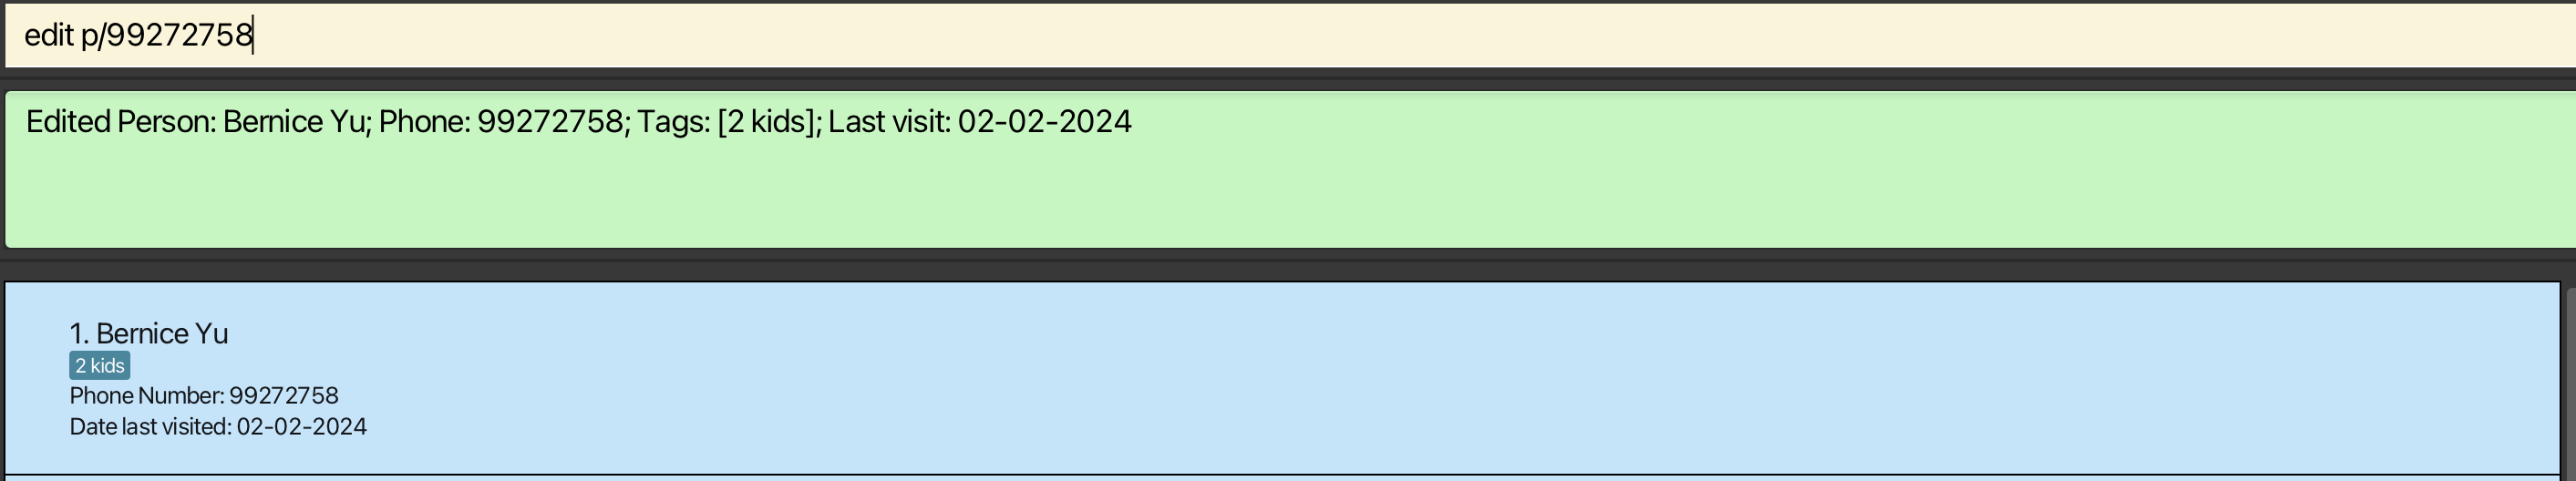 edit p/99272758
Edited Person: Bernice Yu; Phone: 99272758; Tags: [2 kids]; Last visit: 02-02-2024
1. Bernice Yu
2 kids
Phone Number: 99272758
Date last visited: 02-02-2024